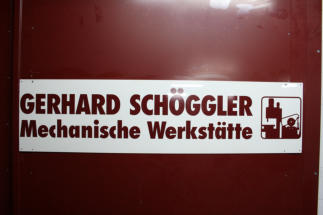 GERHARD SCHÖGGLER
Mechanische Werkstätte